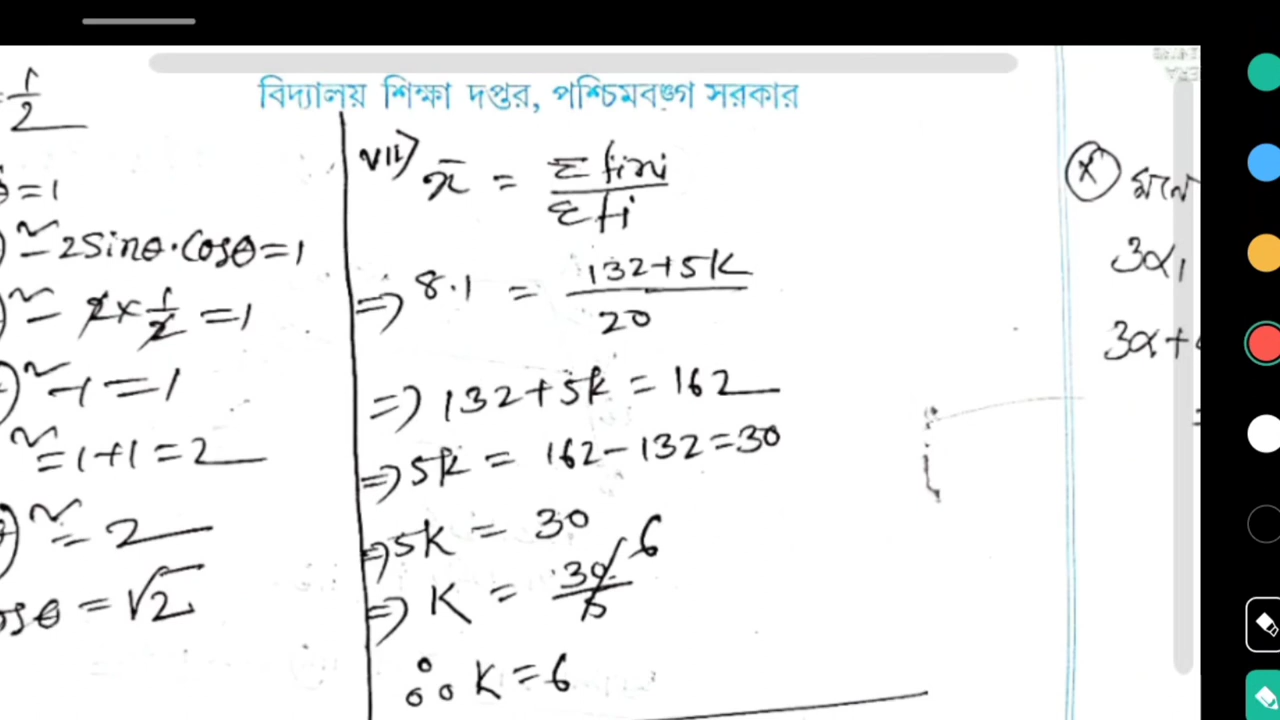 বিদ্যালয় শিক্ষা দপ্তর, পশ্চিমবঙ্গ সরকার
1/2
=1
2Sinθ·Cosθ=1
= 2×1/2 =1
-1=1
=1+1=2
= 2
osθ = √2
vii) x̄ = Σfixi/Σfi
⇒ 8.1 = 132+5K/20
⇒ 132+5k = 162
⇒ 5k = 162-132=30
⇒ 5K = 30
⇒ K = 30/5 6
∴ K=6
x মনে
3α,
3α+